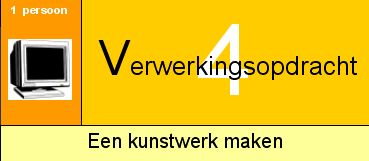 1 persoon
4
Verwerkingsopdracht
Een kunstwerk maken